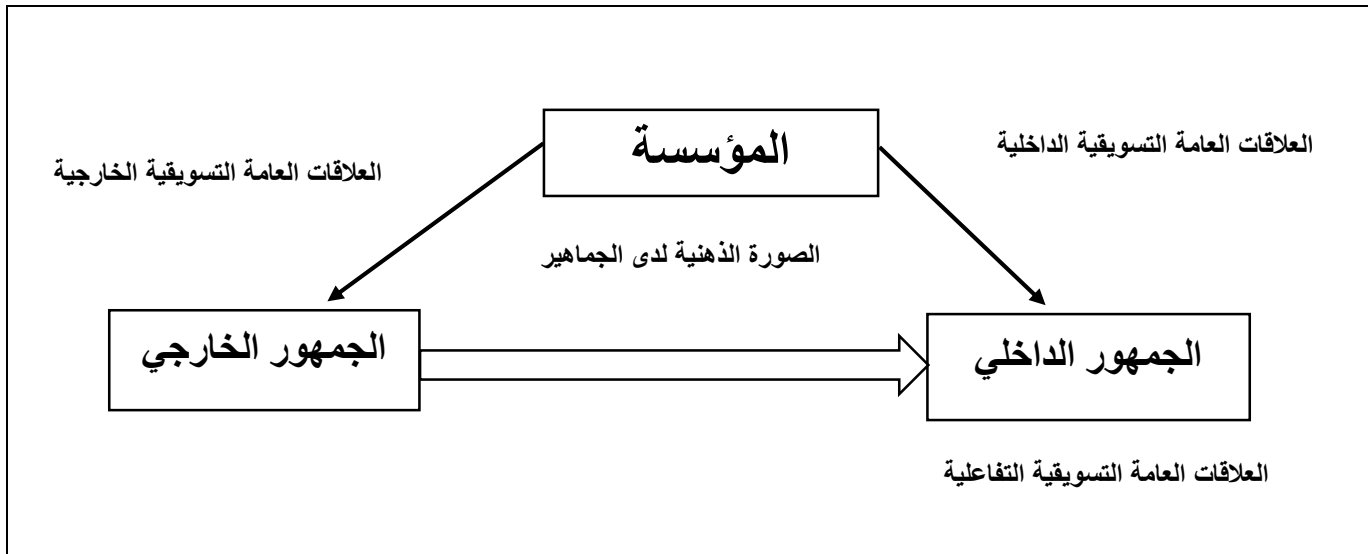 المؤسسة
العلاقات العامة التسويقية الداخلية
العلاقات العامة التسويقية الخارجية
الصورة الذهنية لدى الجماهير
الجمهور الداخلي
الجمهور الخارجي
العلاقات العامة التسويقية التفاعلية